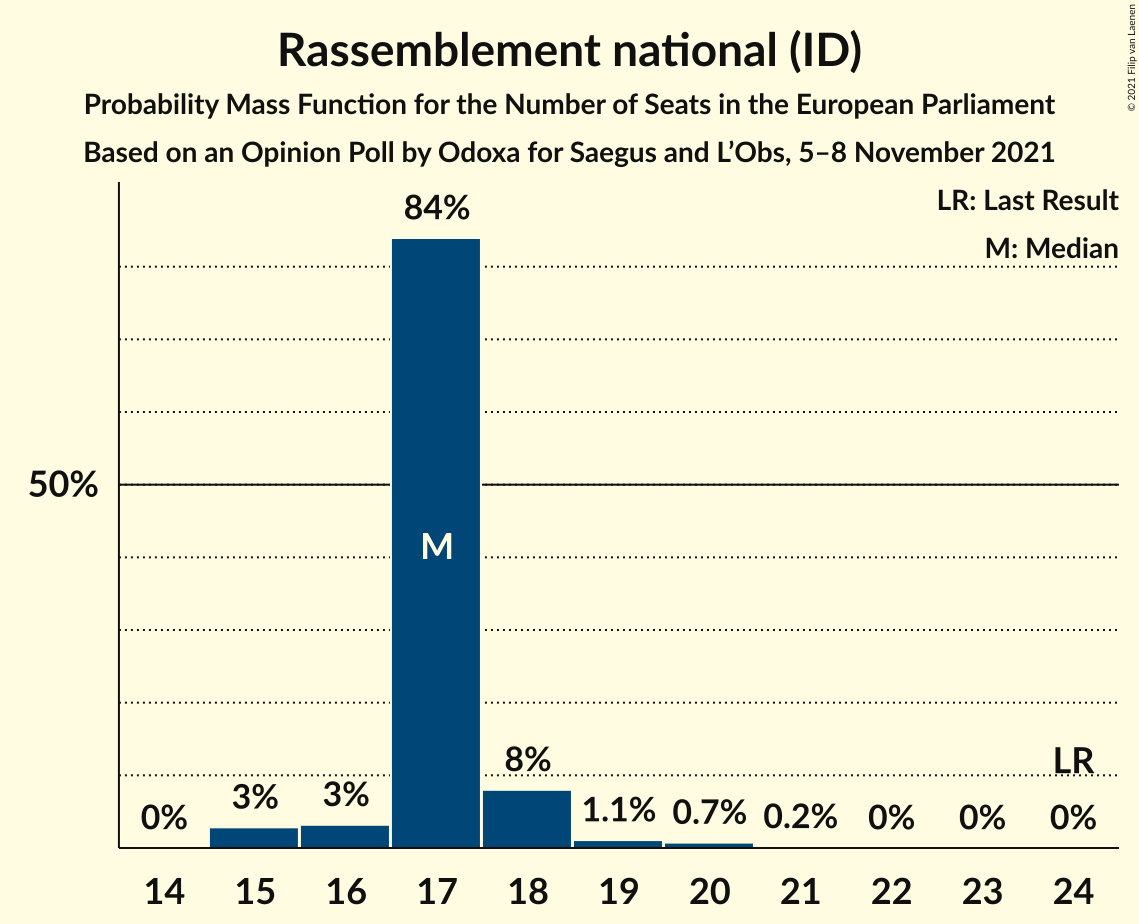 Rassemblement national (ID)
Probability Mass Function for the Number of Seats in the European Parliament
Based on an Opinion Poll by Odoxa for Saegus and L’Obs, 5–8 November 2021
© 2021 Filip van Laenen
LR: Last Result
M: Median
84%
50%
M
8%
LR
0% 3% 3% 1.1% 0.7% 0.2% 0% 0% 0%
14 15 16 17 18 19 20 21 22 23 24